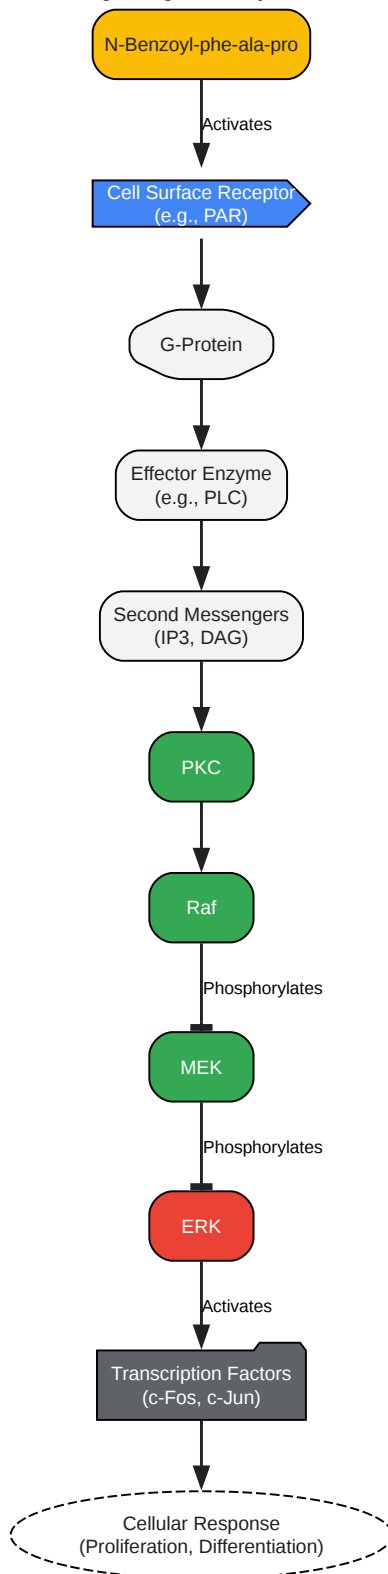 N-Benzoyl-phe-ala-pro
Activates
Cell Surface Receptor
(e.g., PAR)
G-Protein
Effector Enzyme
(e.g., PLC)
Second Messengers
(IP3, DAG)
PKC
Raf
Phosphorylates
MEK
Phosphorylates
ERK
Activates
Transcription Factors
(c-Fos, c-Jun)
Cellular Response
(Proliferation, Differentiation)